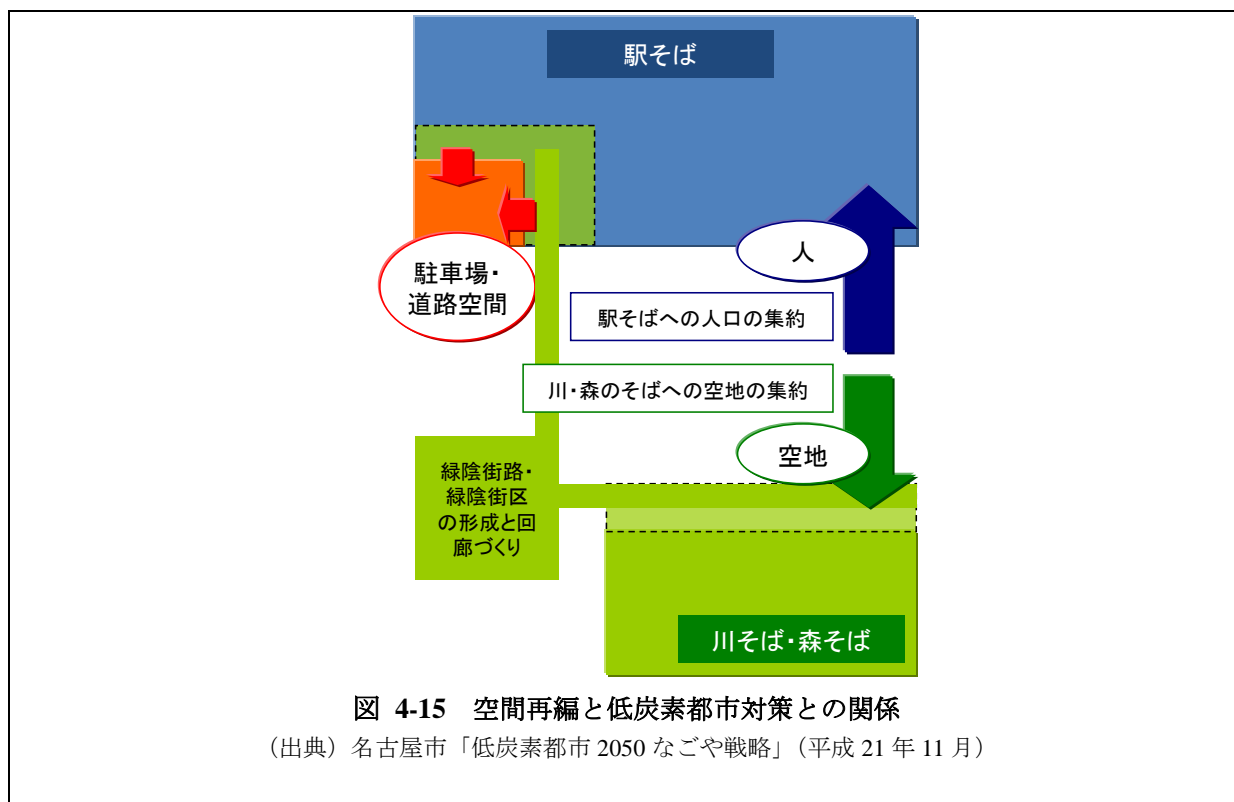 駅そば
人
駐車場・
道路空間
駅そばへの人口の集約
川・森のそばへの空地の集約
空地
緑陰街路・
緑陰街区
の形成と回
廊づくり
川そば・森そば
図 4-15 空間再編と低炭素都市対策との関係
（出典）名古屋市「低炭素都市 2050 なごや戦略」（平成 21 年 11 月）